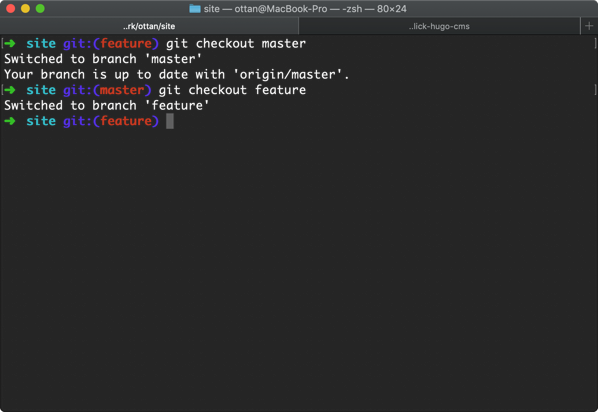 site — ottan@MacBook-Pro — -zsh — 80×24
..rk/ottan/site
..lick-hugo-cms
➜ site git:(feature) git checkout master
Switched to branch 'master'
Your branch is up to date with 'origin/master'.
➜ site git:(master) git checkout feature
Switched to branch 'feature'
➜ site git:(feature)